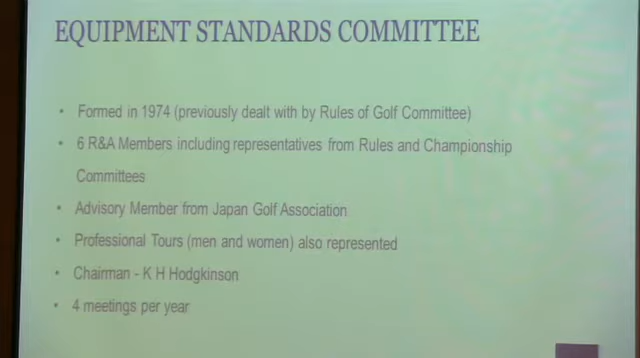 EQUIPMENT STANDARDS COMMITTEE
• Formed in 1974 (previously dealt with by Rules of Golf Committee)
• 6 R&A Members including representatives from Rules and Championship
Committees
• Advisory Member from Japan Golf Association
• Professional Tours (men and women) also represented
• Chairman - K H Hodgkinson
• 4 meetings per year